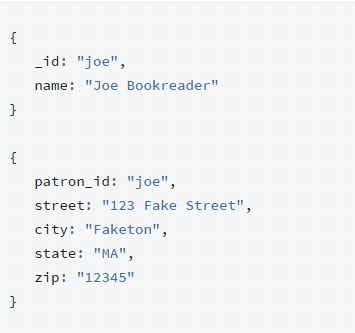 {
_id: "joe",
name: "Joe Bookreader"
}
{
patron_id: "joe",
street: "123 Fake Street",
city: "Faketon",
state: "MA",
zip: "12345"
}